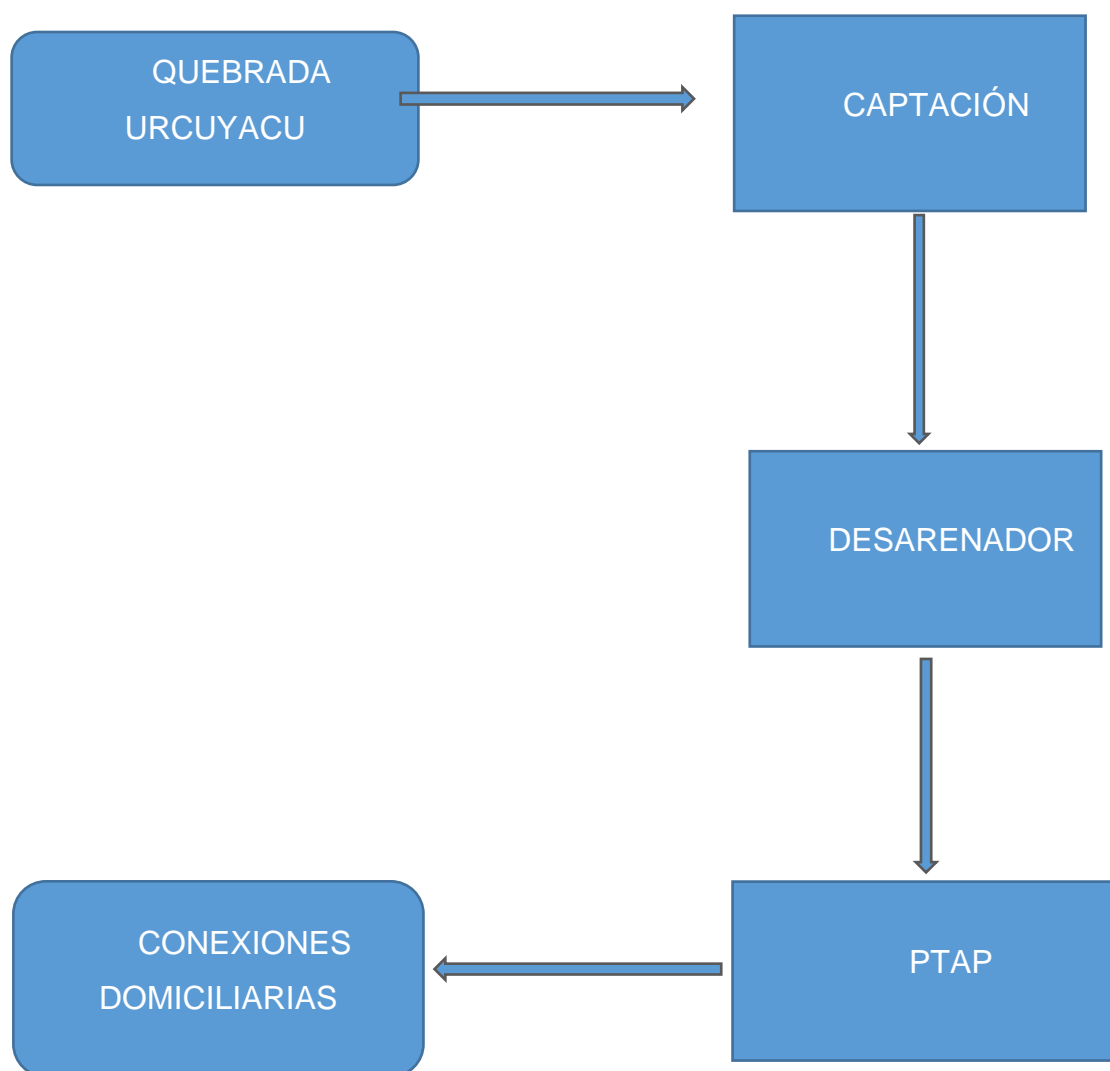 QUEBRADA
URCUYACU
CAPTACIÓN
DESARENADOR
PTAP
CONEXIONES
DOMICILIARIAS